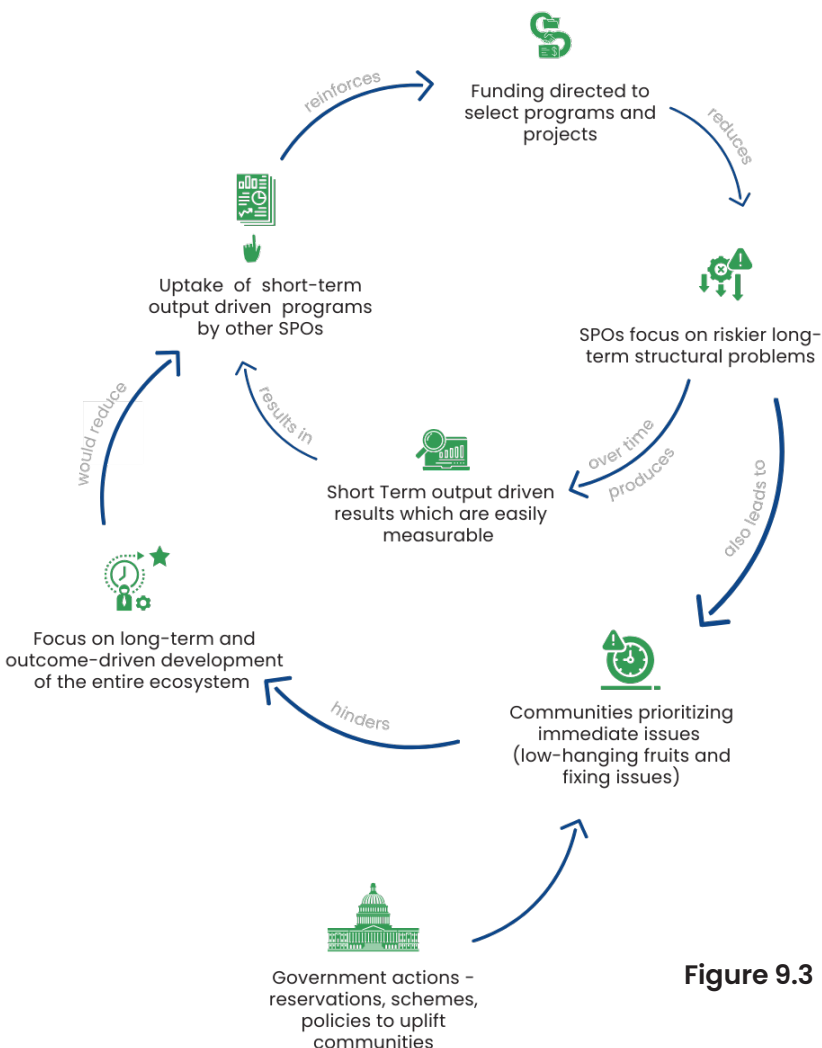 reinforces
Funding directed to
select programs and
projects
reduces
Uptake of short-term
output driven programs
by other SPOs
SPOs focus on riskier long-
term structural problems
would reduce
results in
over time
produces
Short Term output driven
results which are easily
measurable
also leads to
Focus on long-term and
outcome-driven development
of the entire ecosystem
hinders
Communities prioritizing
immediate issues
(low-hanging fruits and
fixing issues)
Government actions -
reservations, schemes,
policies to uplift
communities
Figure 9.3